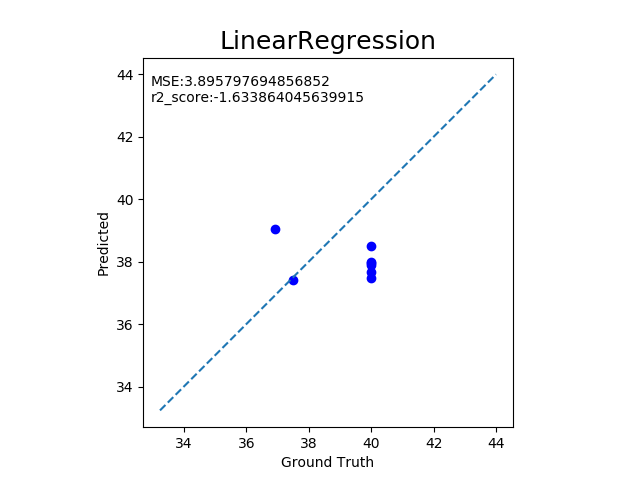 LinearRegression
MSE:3.895797694856852
r2_score:-1.633864045639915
44
42
40
38
36
34
Predicted
34 36 38 40 42 44
Ground Truth